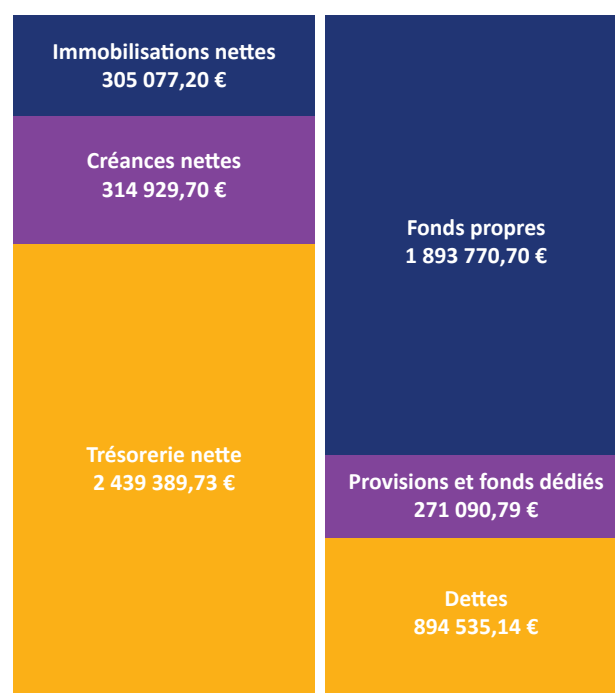 Immobilisations nettes
305 077,20 €
Créances nettes
314 929,70 €
Trésorerie nette
2 439 389,73 €
Fonds propres
1 893 770,70 €
Provisions et fonds dédiés
271 090,79 €
Dettes
894 535,14 €